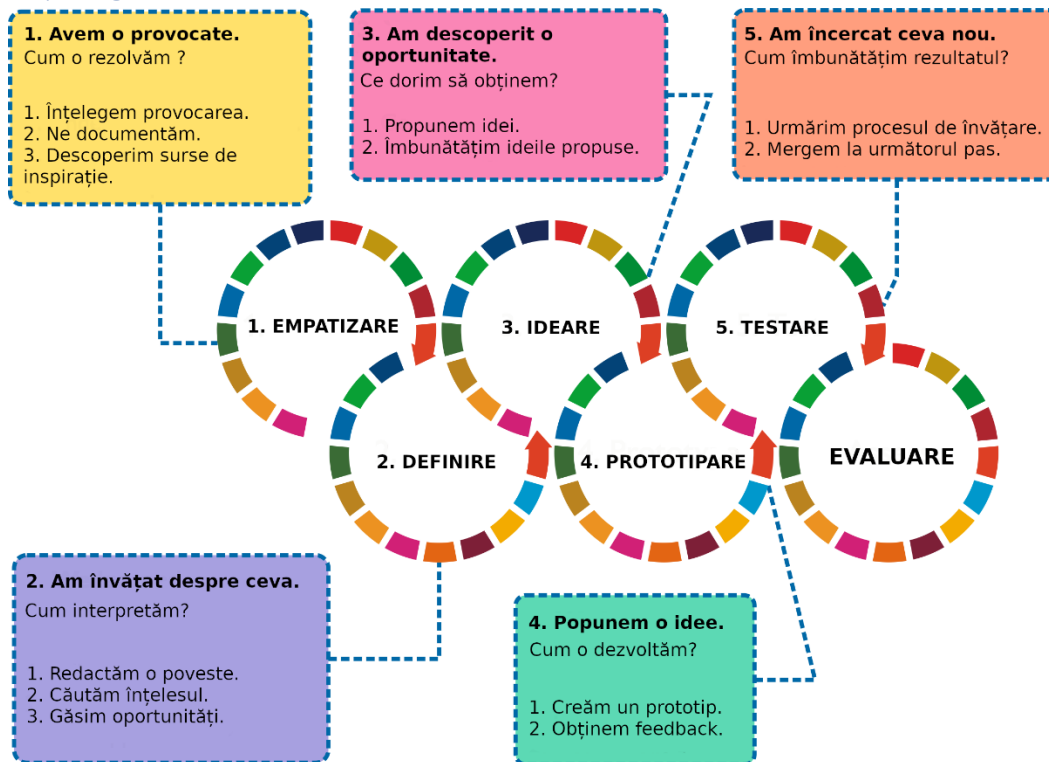 1. Avem o provocate.
Cum o rezolvăm ?
1. Înțelegem provocarea.
2. Ne documentăm.
3. Descoperim surse de
inspirație.
3. Am descoperit o
oportunitate.
Ce dorim să obținem?
1. Propunem idei.
2. Îmbunătățim ideile propuse.
5. Am încercat ceva nou.
Cum îmbunătățim rezultatul?
1. Urmărim procesul de învățare.
2. Mergem la următorul pas.
1. EMPATIZARE
3. IDEARE
5. TESTARE
2. DEFINIRE
4. PROTOTIPARE
EVALUARE
2. Am învățat despre ceva.
Cum interpretăm?
1. Redactăm o poveste.
2. Căutăm înțelesul.
3. Găsim oportunități.
4. Popunem o idee.
Cum o dezvoltăm?
1. Creăm un prototip.
2. Obținem feedback.